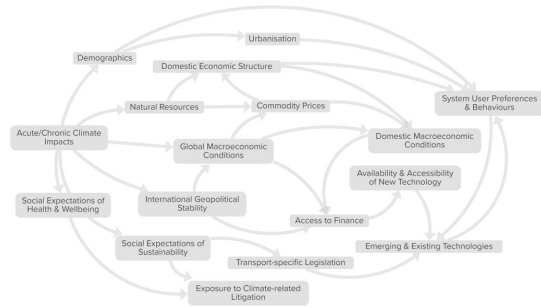 Urbanisation
Demographics
Domestic Economic Structure
System User Preferences
& Behaviours
Natural Resources
Commodity Prices
Acute/Chronic Climate
Impacts
Global Macroeconomic
Conditions
Domestic Macroeconomic
Conditions
Availability & Accessibility
of New Technology
Social Expectations of
Health & Wellbeing
International Geopolitical
Stability
Access to Finance
Social Expectations of
Sustainability
Emerging & Existing Technologies
Transport-specific Legislation
Exposure to Climate-related
Litigation